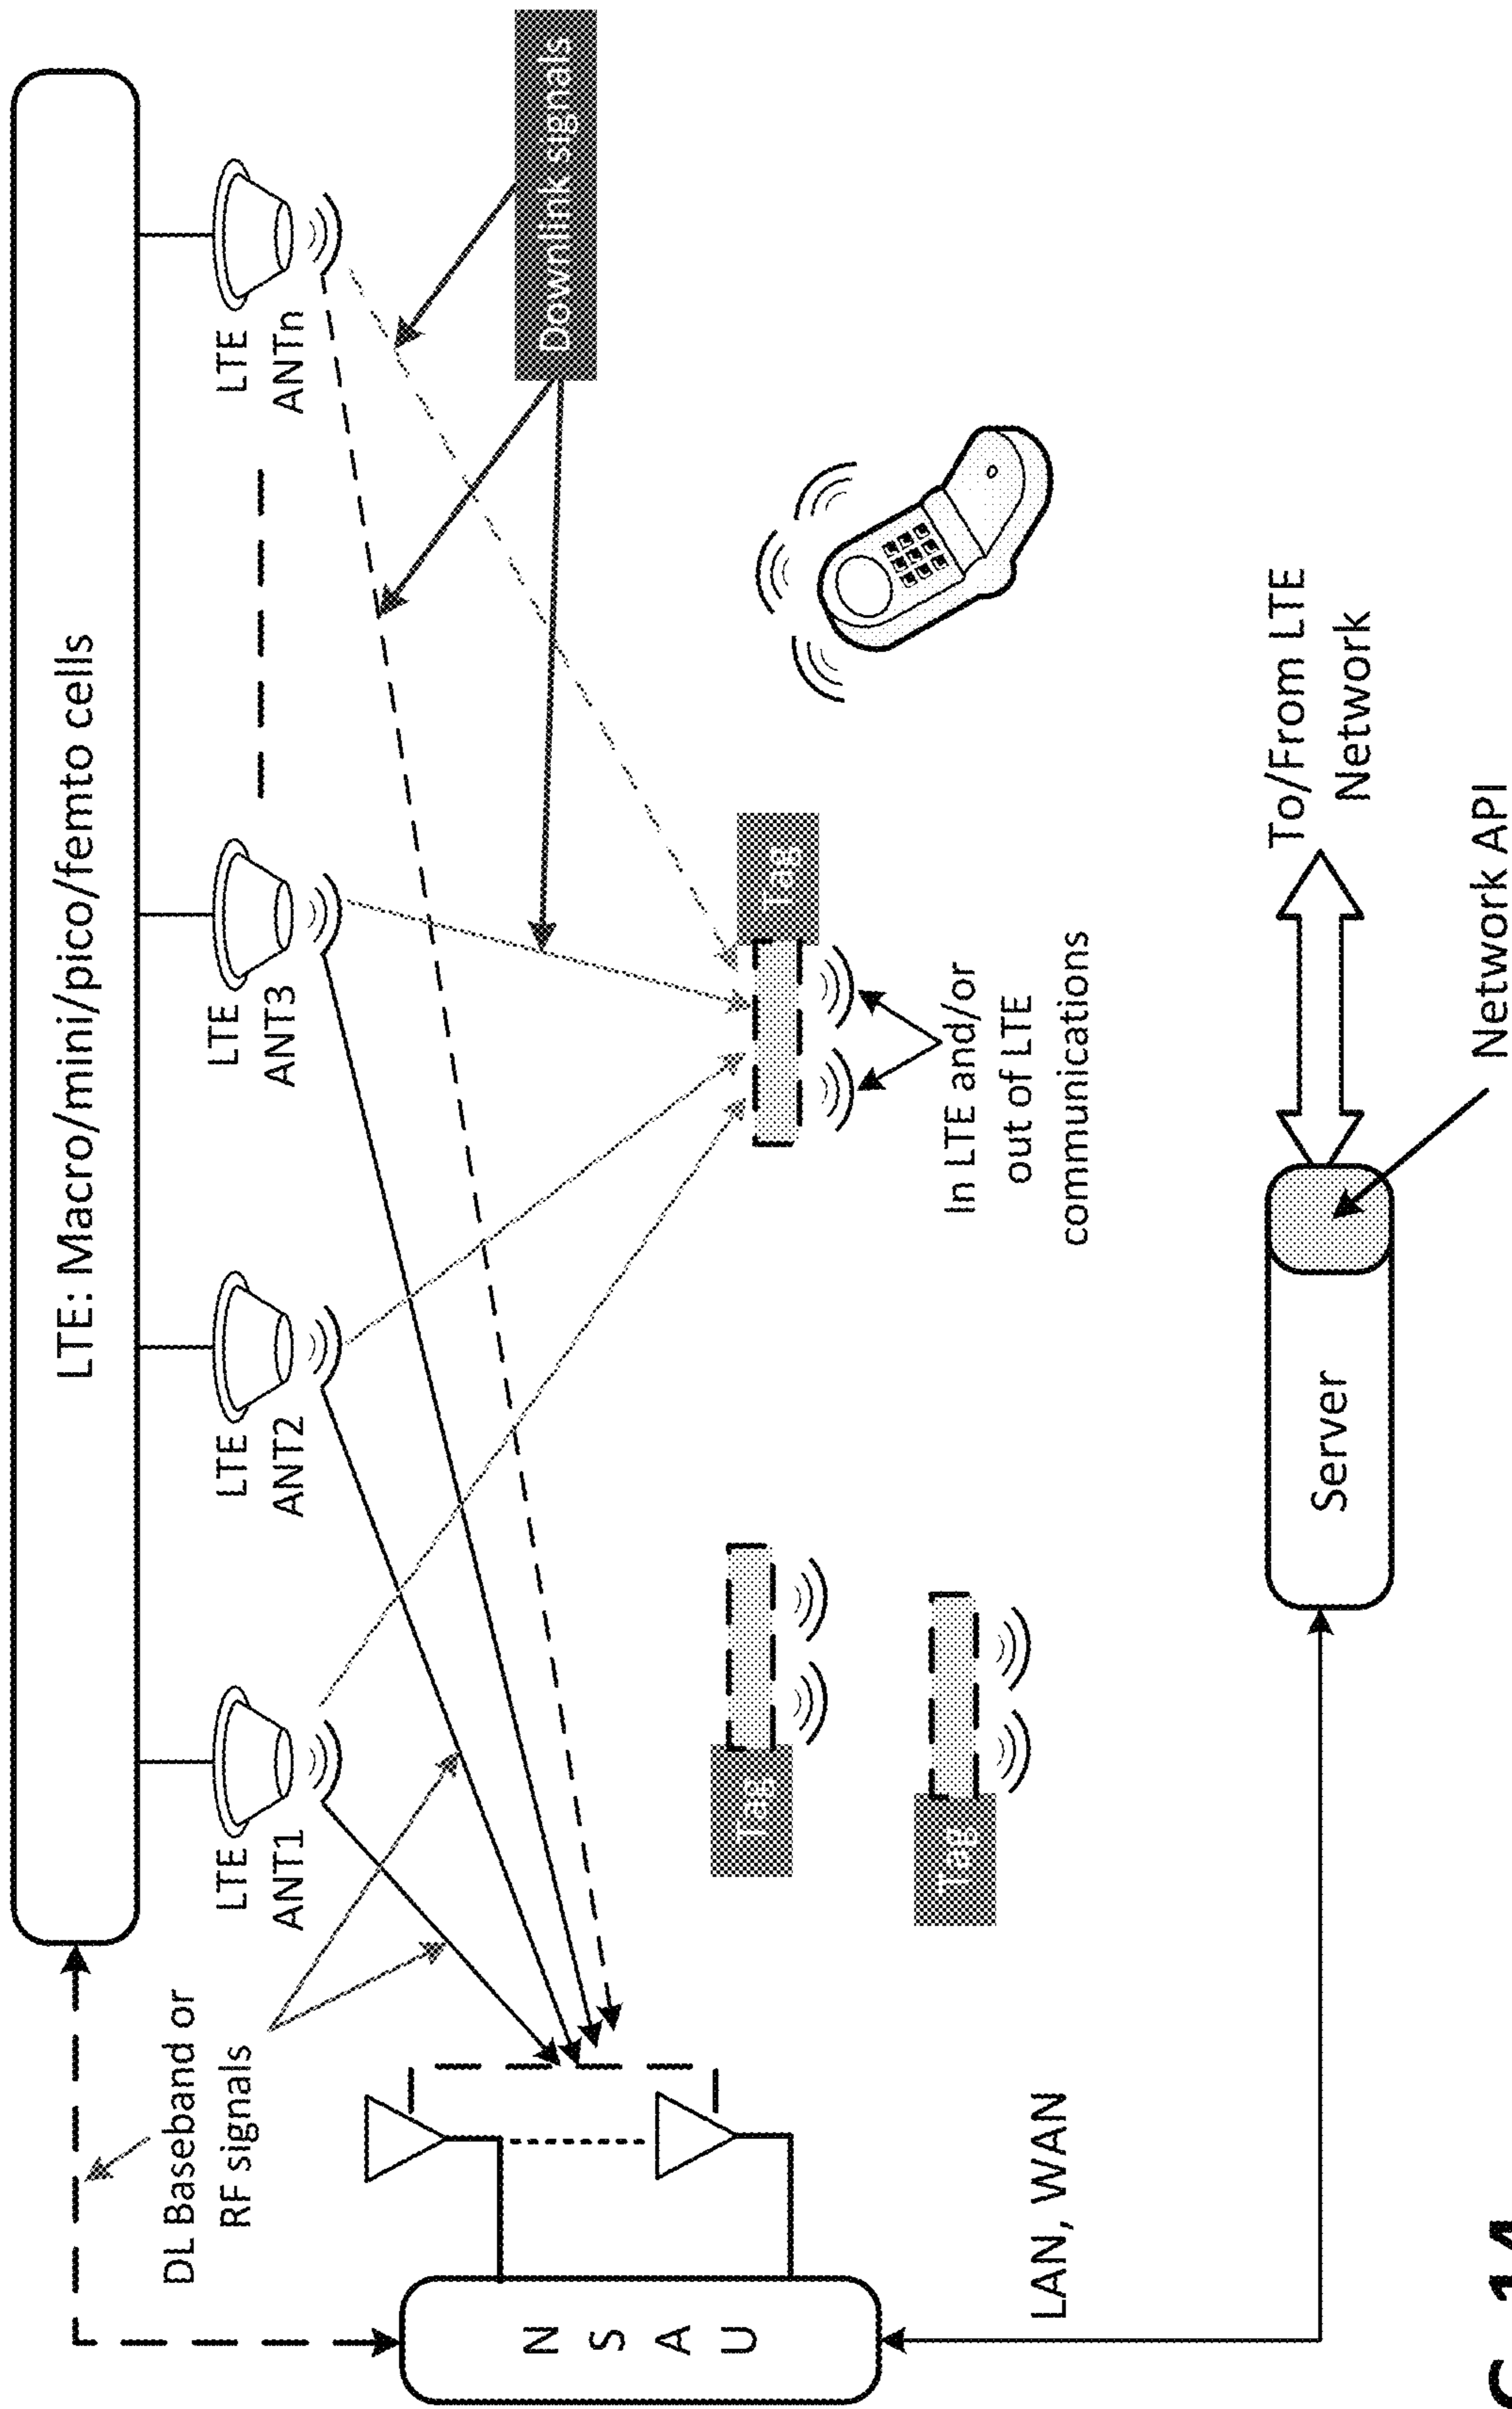 LTE: Macro/mini/pico/femto cells
DL Baseband or
RF signals
LTE
ANT1
LTE
ANT2
LTE
ANT3
LTE
ANTn
Downlink signals
N
S
A
U
Tag
Tag
Tag
In LTE and/or
out of LTE
communications
LAN, WAN
Server
To/From LTE
Network
Network API